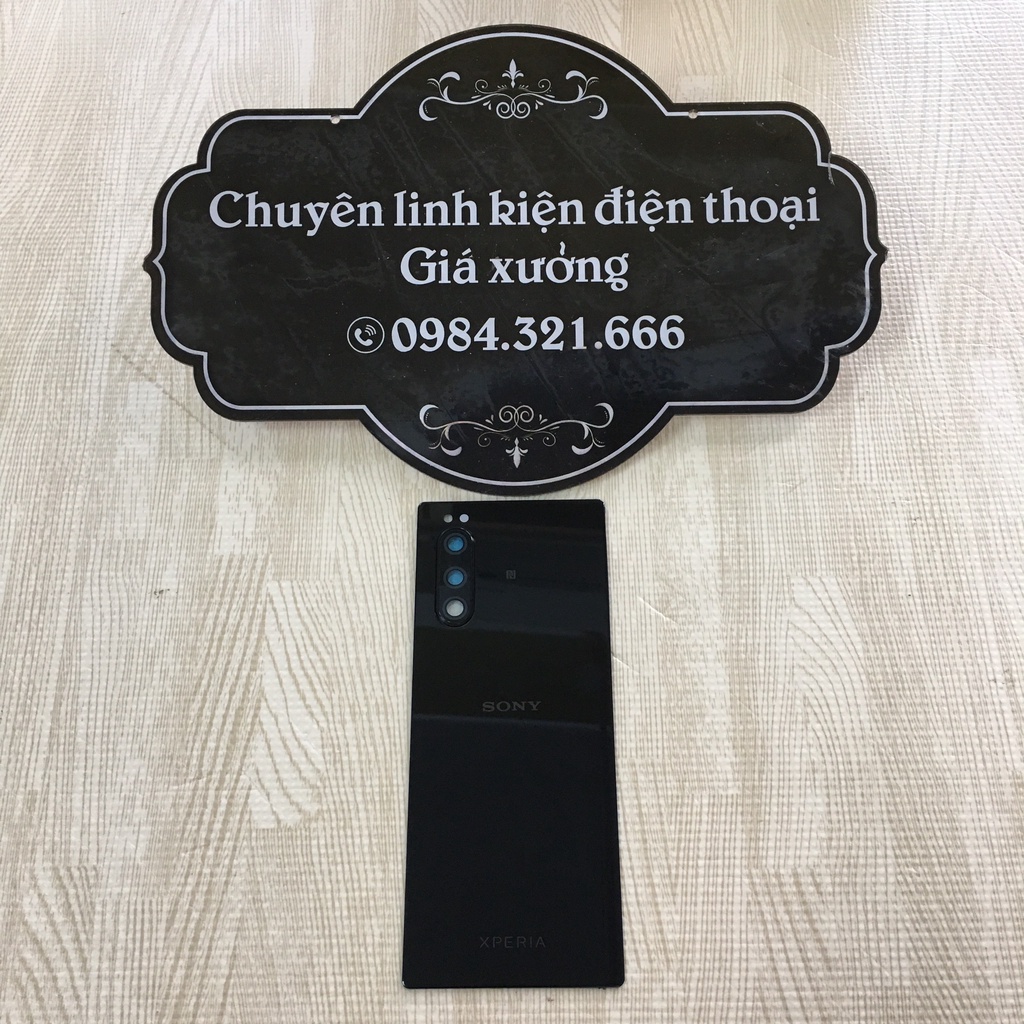 Chuyên linh kiện điện thoại
Giá xưởng
0984.321.666
SONY
XPERIA